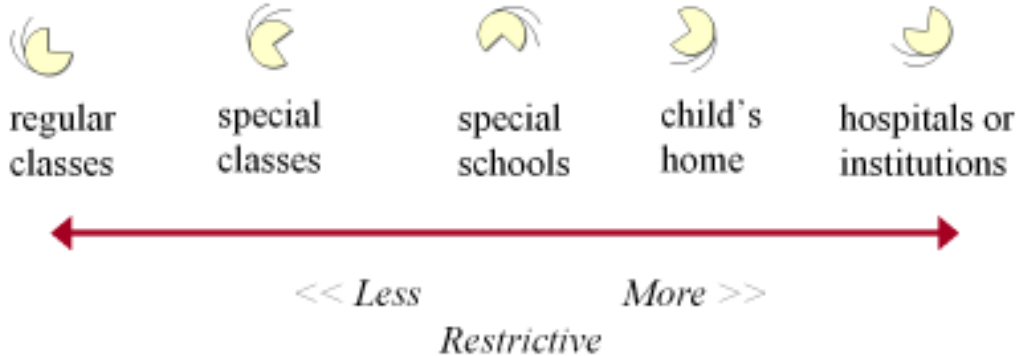 regular
classes
special
classes
special
schools
child's
home
hospitals or
institutions
<< Less
More >>
Restrictive